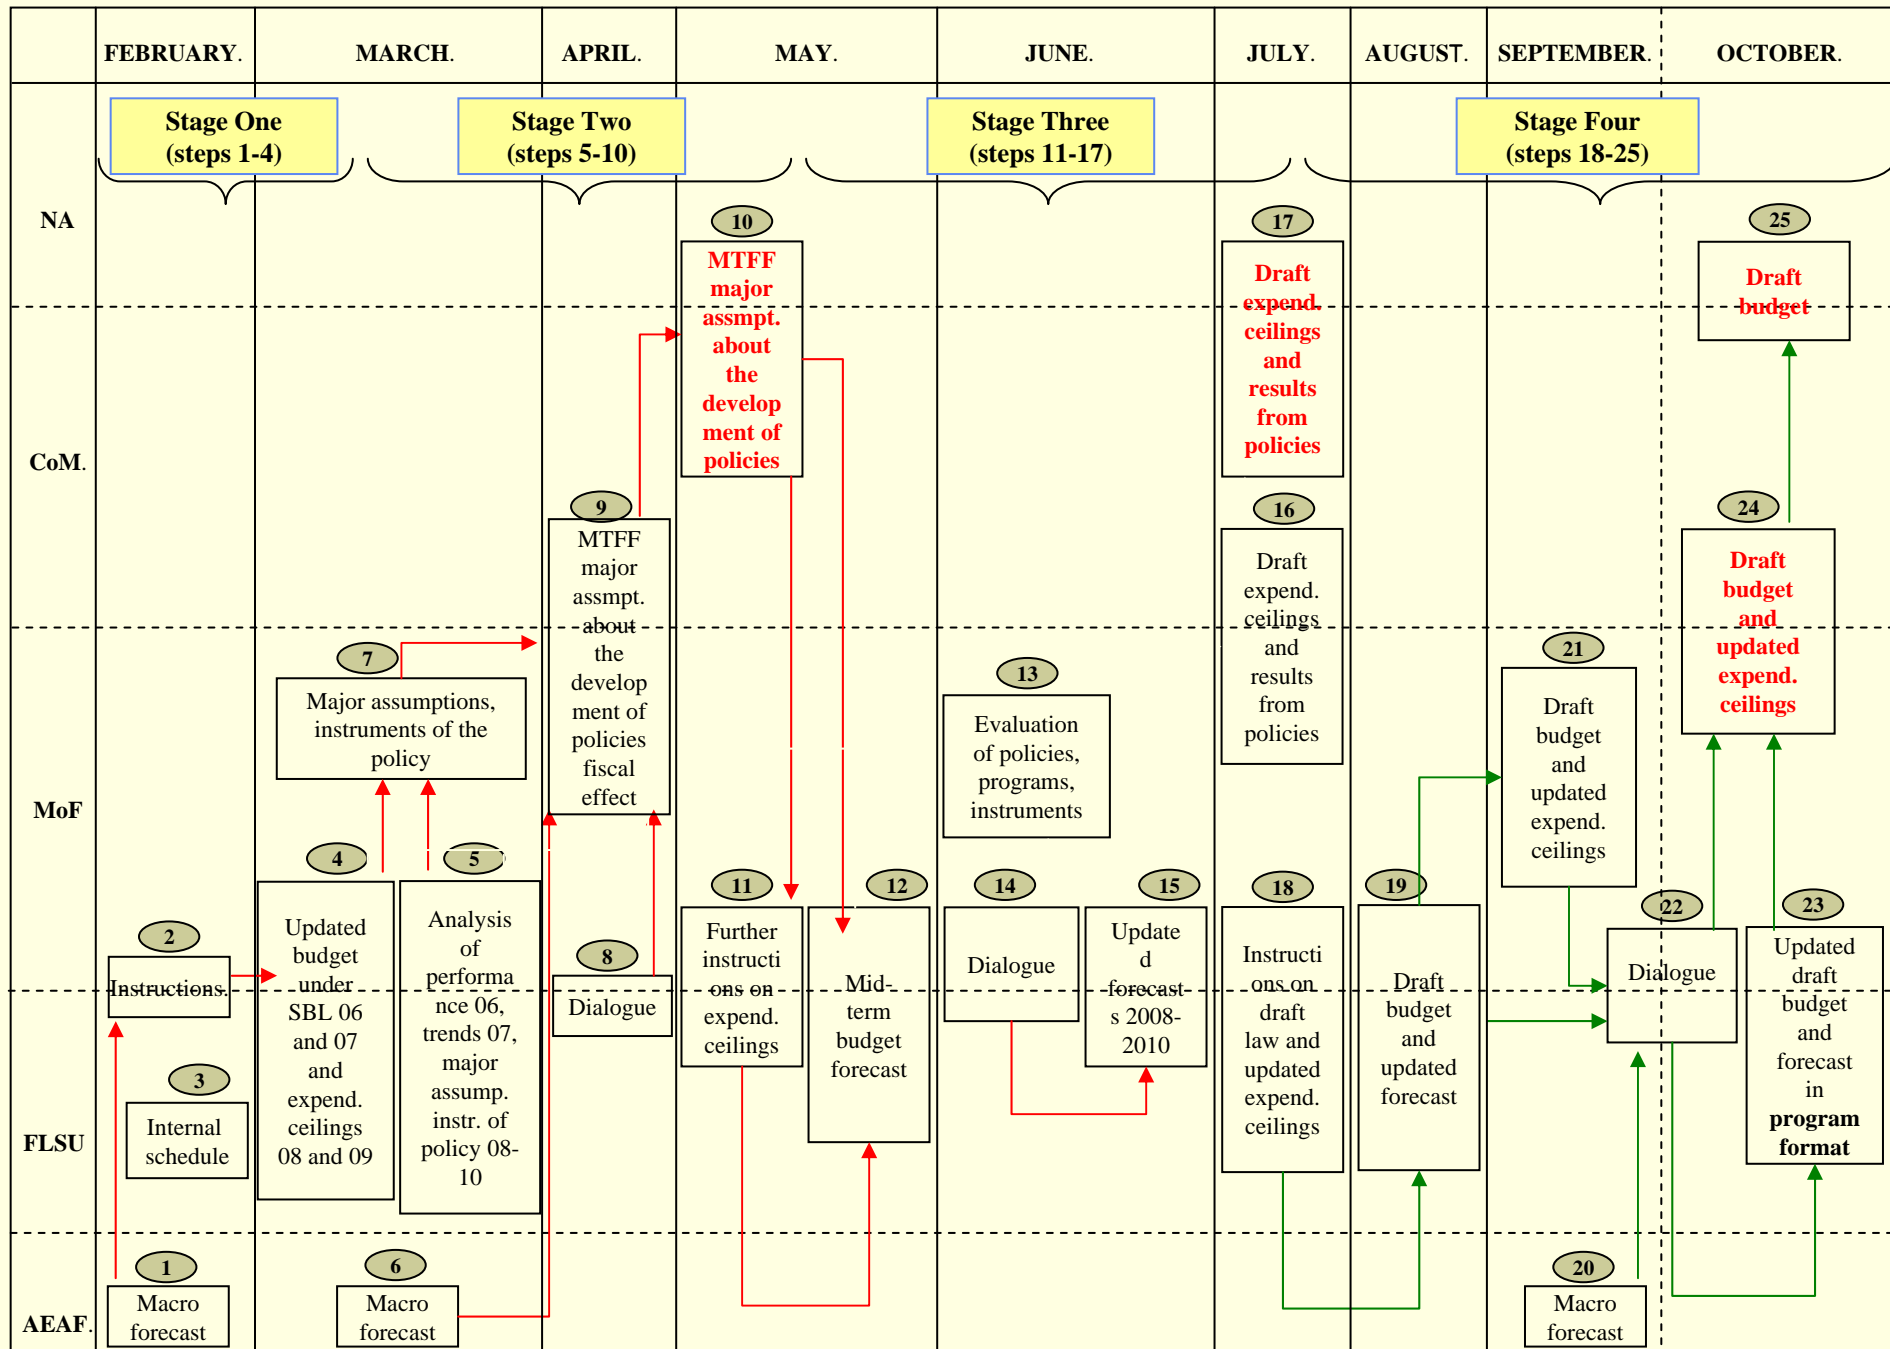 FEBRUARY.
MARCH.
APRIL.
MAY.
JUNE.
JULY.
AUGUST.
SEPTEMBER.
OCTOBER.
Stage One
(steps 1-4)
Stage Two
(steps 5-10)
Stage Three
(steps 11-17)
Stage Four
(steps 18-25)
NA
10
MTFF
major
assmpt.
about
the
develop
ment of
policies
17
Draft
expend.
ceilings
and
results
from
policies
25
Draft
budget
CoM.
9
MTFF
major
assmpt.
about
the
develop
ment of
policies
fiscal
effect
16
Draft
expend.
ceilings
and
results
from
policies
24
Draft
budget
and
updated
expend.
ceilings
MoF
7
Major assumptions,
instruments of the
policy
13
Evaluation
of policies,
programs,
instruments
21
Draft
budget
and
updated
expend.
ceilings
4
Updated
budget
under
SBL 06
and 07
and
expend.
ceilings
08 and 09
5
Analysis
of
performa
nce 06,
trends 07,
major
assump.
instr. of
policy 08-
10
11
Further
instructi
ons on
expend.
ceilings
12
Mid-
term
budget
forecast
14
Dialogue
15
Update
d
forecast
s 2008-
2010
18
Instructi
ons on
draft
law and
updated
expend.
ceilings
19
Draft
budget
and
updated
forecast
22
Dialogue
23
Updated
draft
budget
and
forecast
in
program
format
2
Instructions.
8
Dialogue
FLSU
3
Internal
schedule
AEAF.
1
Macro
forecast
6
Macro
forecast
20
Macro
forecast